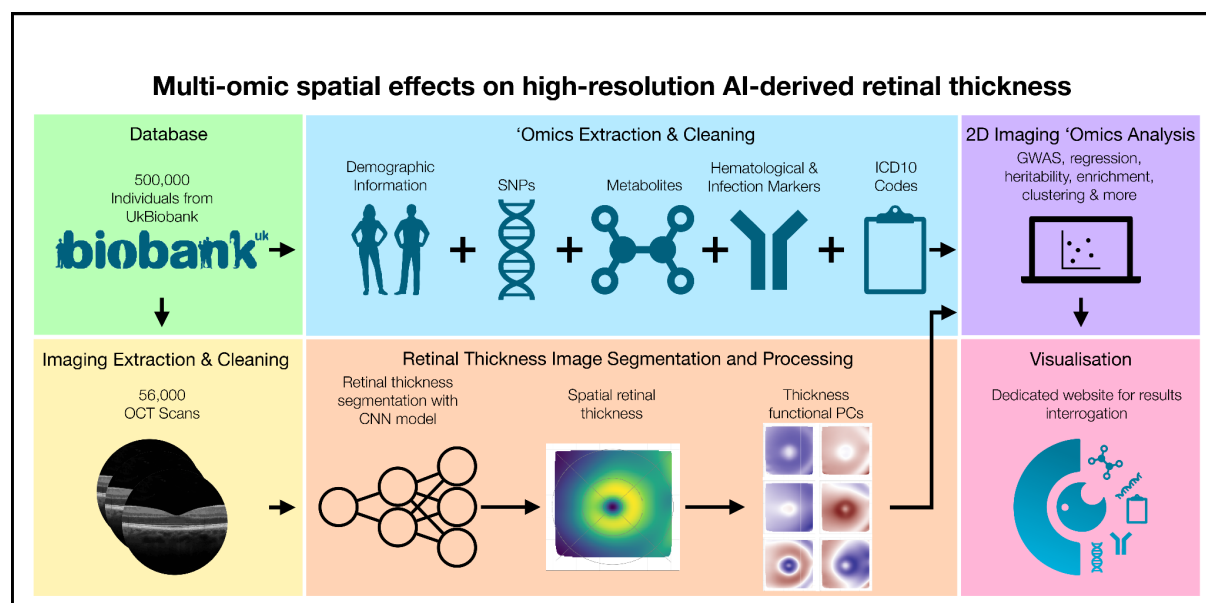 Multi-omic spatial effects on high-resolution AI-derived retinal thickness
Database
500,000
Individuals from
UkBiobank
biobank uk
'Omics Extraction & Cleaning
Demographic
Information
SNPs
Metabolites
Hematological &
Infection Markers
ICD10
Codes
2D Imaging 'Omics Analysis
GWAS, regression,
heritability, enrichment,
clustering & more
Imaging Extraction & Cleaning
56,000
OCT Scans
Retinal Thickness Image Segmentation and Processing
Retinal thickness
segmentation with
CNN model
Spatial retinal
thickness
Thickness
functional PCs
Visualisation
Dedicated website for results
interrogation